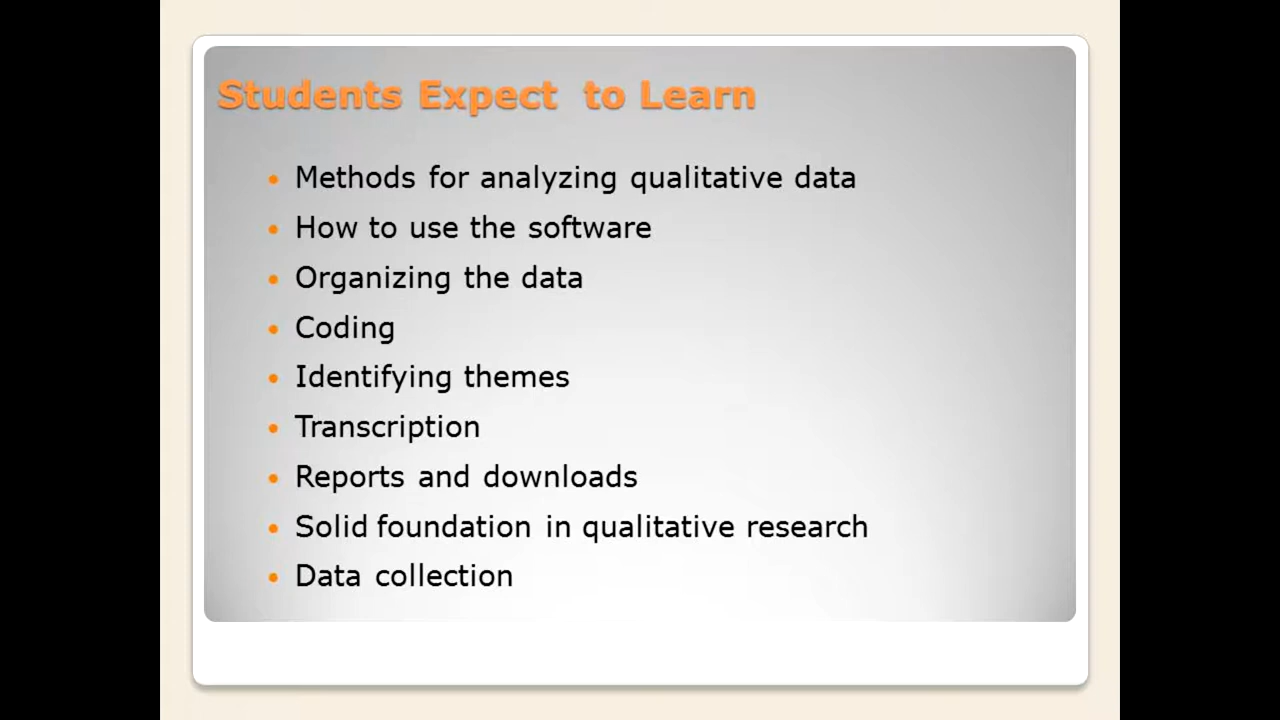 Students Expect to Learn
Methods for analyzing qualitative data
How to use the software
Organizing the data
Coding
Identifying themes
Transcription
Reports and downloads
Solid foundation in qualitative research
Data collection